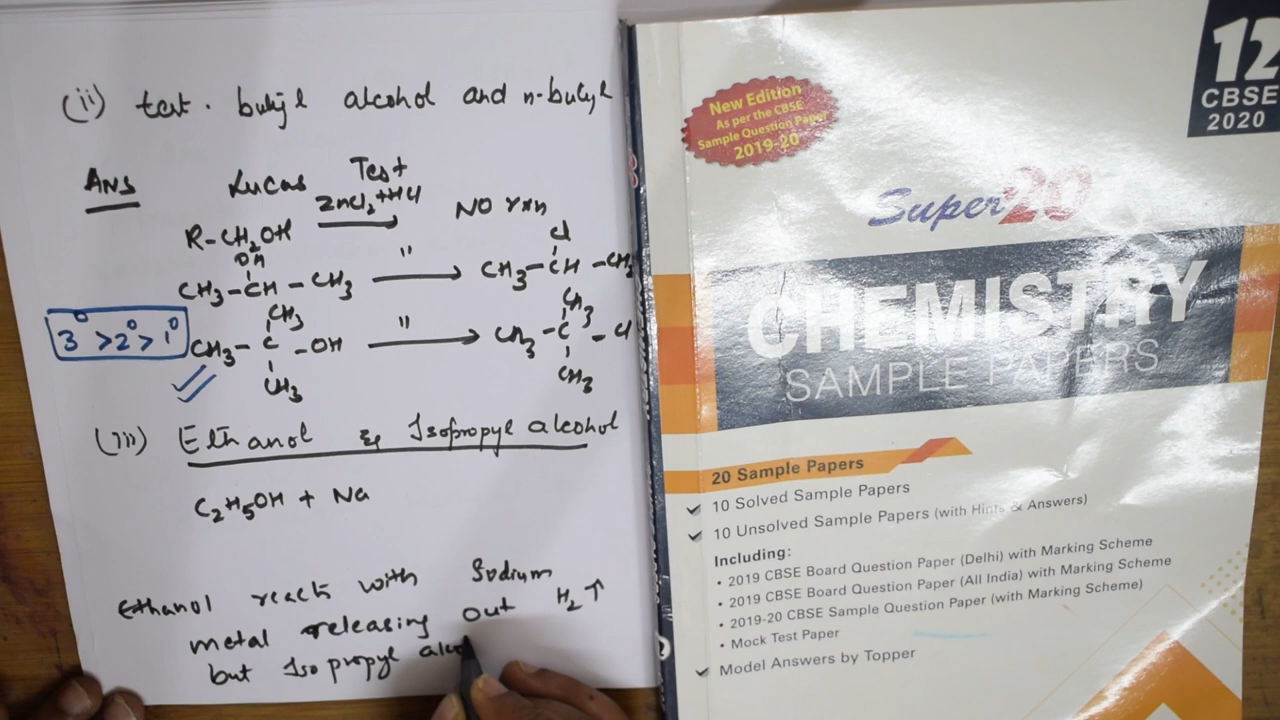 (ii) tert. butyl alcohol and n-butyl
Ans Lucas Test
R-CH2OH ZnCl2+HCl NO rxn
OH Cl
CH3-CH-CH3 " CH3-CH-CH3
CH3 CH3
3° >2° >1° CH3-C-OH " CH3-C-Cl
CH3 CH3
(iii) Ethanol & Isopropyl alcohol
C2H5OH + Na
Ethanol reacts with Sodium
metal releasing out H2↑
but Isopropyl alco
12
CBSE
2020
New Edition
As per the CBSE
Sample Question Paper
2019-20
Super 20
CHEMISTRY
SAMPLE PAPERS
20 Sample Papers
✓ 10 Solved Sample Papers
✓ 10 Unsolved Sample Papers (with Hints & Answers)
Including:
• 2019 CBSE Board Question Paper (Delhi) with Marking Scheme
• 2019 CBSE Board Question Paper (All India) with Marking Scheme
• 2019-20 CBSE Sample Question Paper (with Marking Scheme)
• Mock Test Paper
✓ Model Answers by Topper